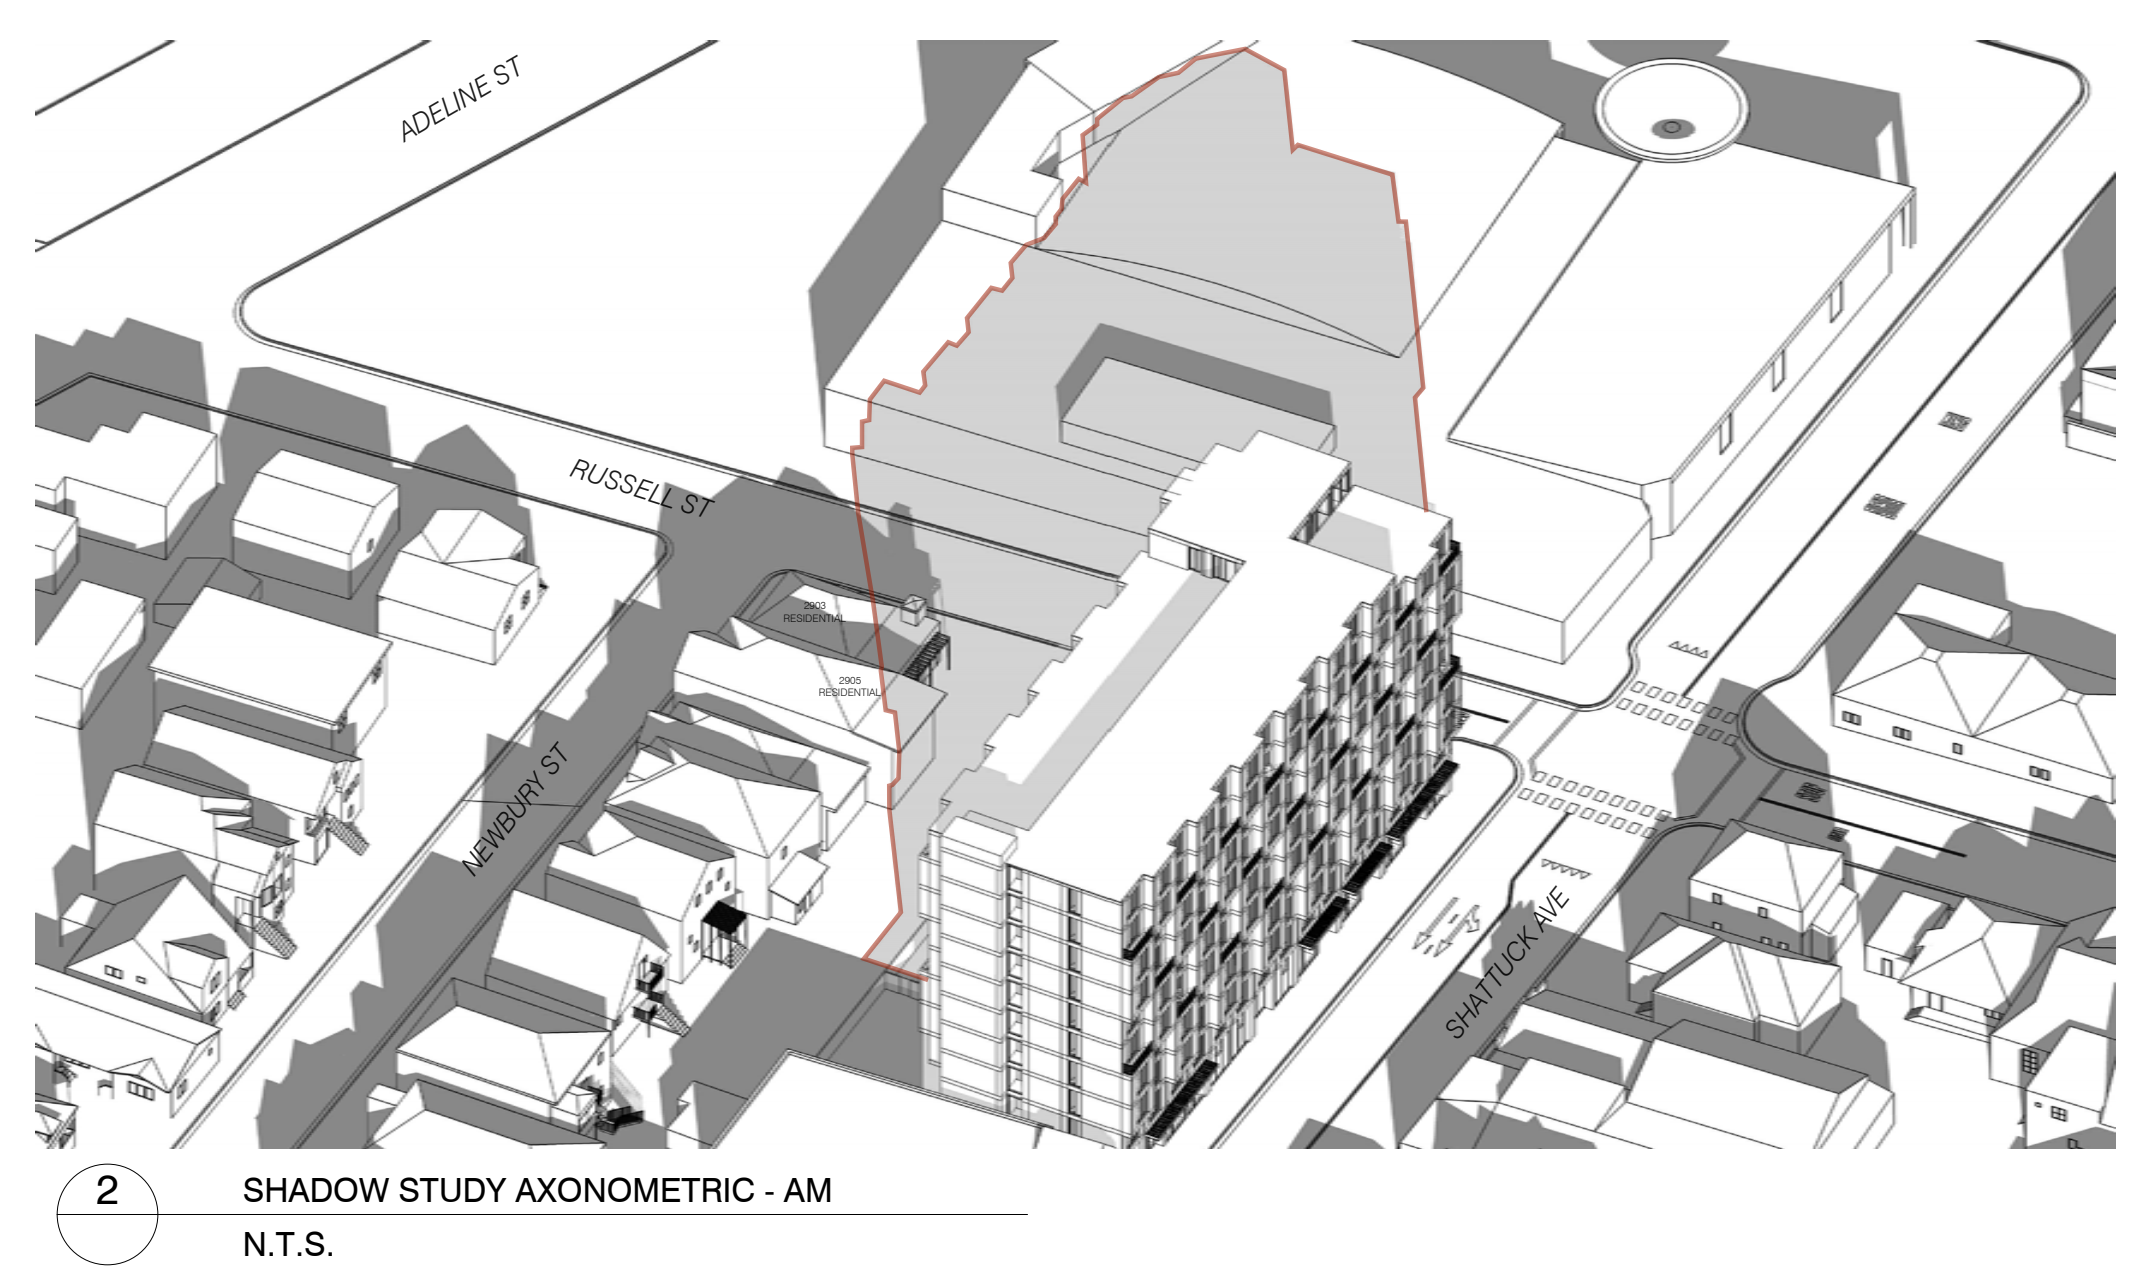 ADELINE ST
RUSSELL ST
2903
RESIDENTIAL
2905
RESIDENTIAL
NEWBURY ST
SHATTUCK AVE
2
SHADOW STUDY AXONOMETRIC - AM
N.T.S.